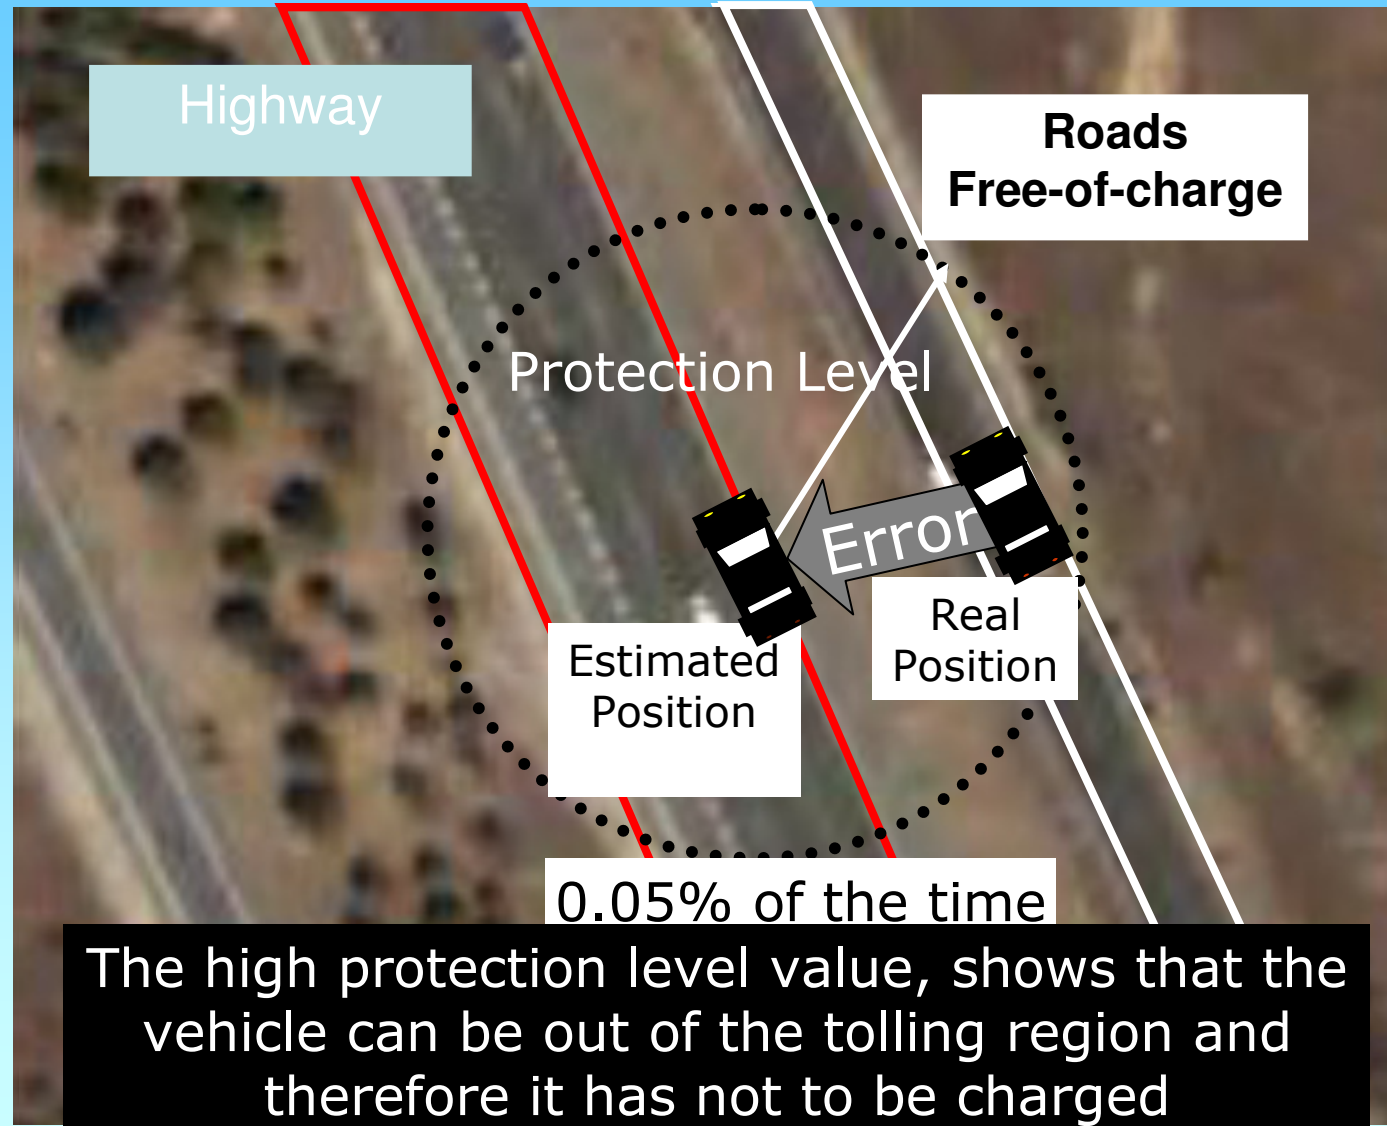 Highway
Roads
Free-of-charge
Protection Level
Error
Real
Position
Estimated
Position
0.05% of the time
The high protection level value, shows that the
vehicle can be out of the tolling region and
therefore it has not to be charged